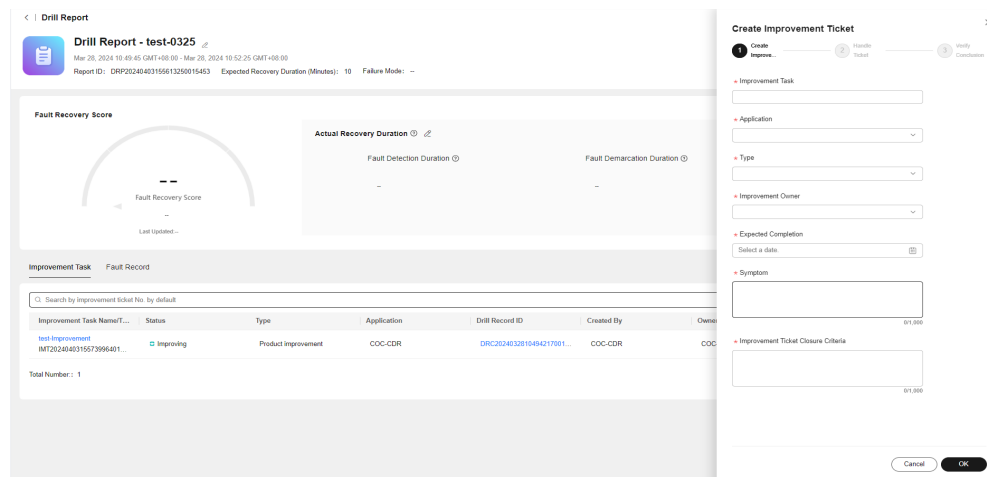 Drill Report
Drill Report - test-0325
Mar 28, 2024 10:49:45 GMT+08:00 - Mar 28, 2024 10:52:25 GMT+08:00
Report ID: DRP20240403155613250015453 Expected Recovery Duration (Minutes): 10 Failure Mode: --
Fault Recovery Score
--
Fault Recovery Score
--
Last Updated:--
Actual Recovery Duration
Fault Detection Duration Fault Demarcation Duration
-- --
Improvement Task Fault Record
Search by improvement ticket No. by default
Improvement Task Name/T... Status Type Application Drill Record ID Created By Owner
test-Improvement
IMT2024040315573996401... Improving Product improvement COC-CDR DRC2024032810494217001... COC-CDR COC
Total Number: : 1
Create Improvement Ticket
1 Create Improve... 2 Handle Ticket 3 Verify Conclusion
* Improvement Task
* Application
* Type
* Improvement Owner
* Expected Completion
Select a date.
* Symptom
0/1,000
* Improvement Ticket Closure Criteria
0/1,000
Cancel OK